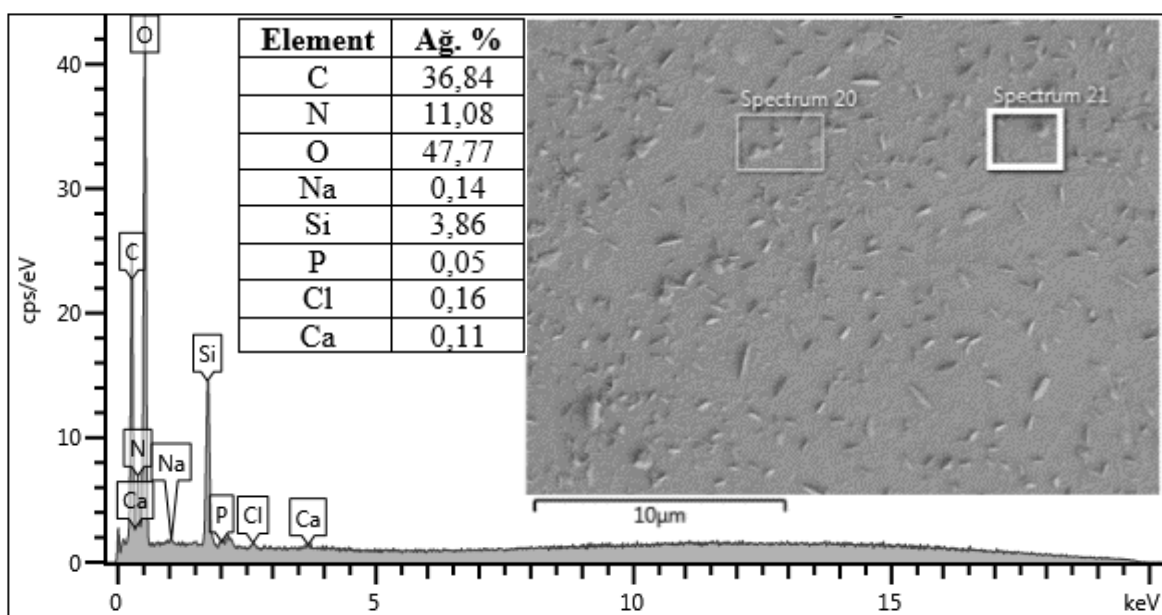 Element Ağ. %
C 36,84
N 11,08
O 47,77
Na 0,14
Si 3,86
P 0,05
Cl 0,16
Ca 0,11
Spectrum 20
Spectrum 21
10µm
cps/eV
40
30
20
10
0
O
C
Si
N
Na
Ca
P
Cl
Ca
0
5
10
15
keV